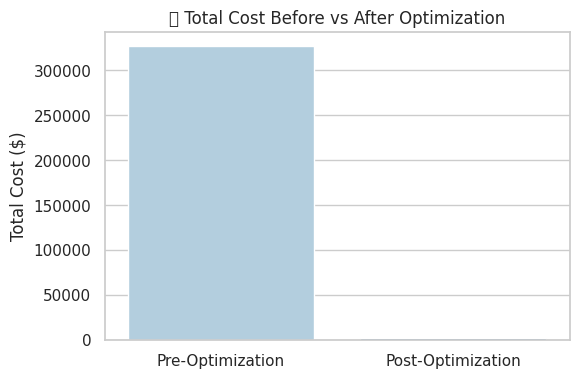 Total Cost Before vs After Optimization
Total Cost ($)
300000
250000
200000
150000
100000
50000
0
Pre-Optimization
Post-Optimization